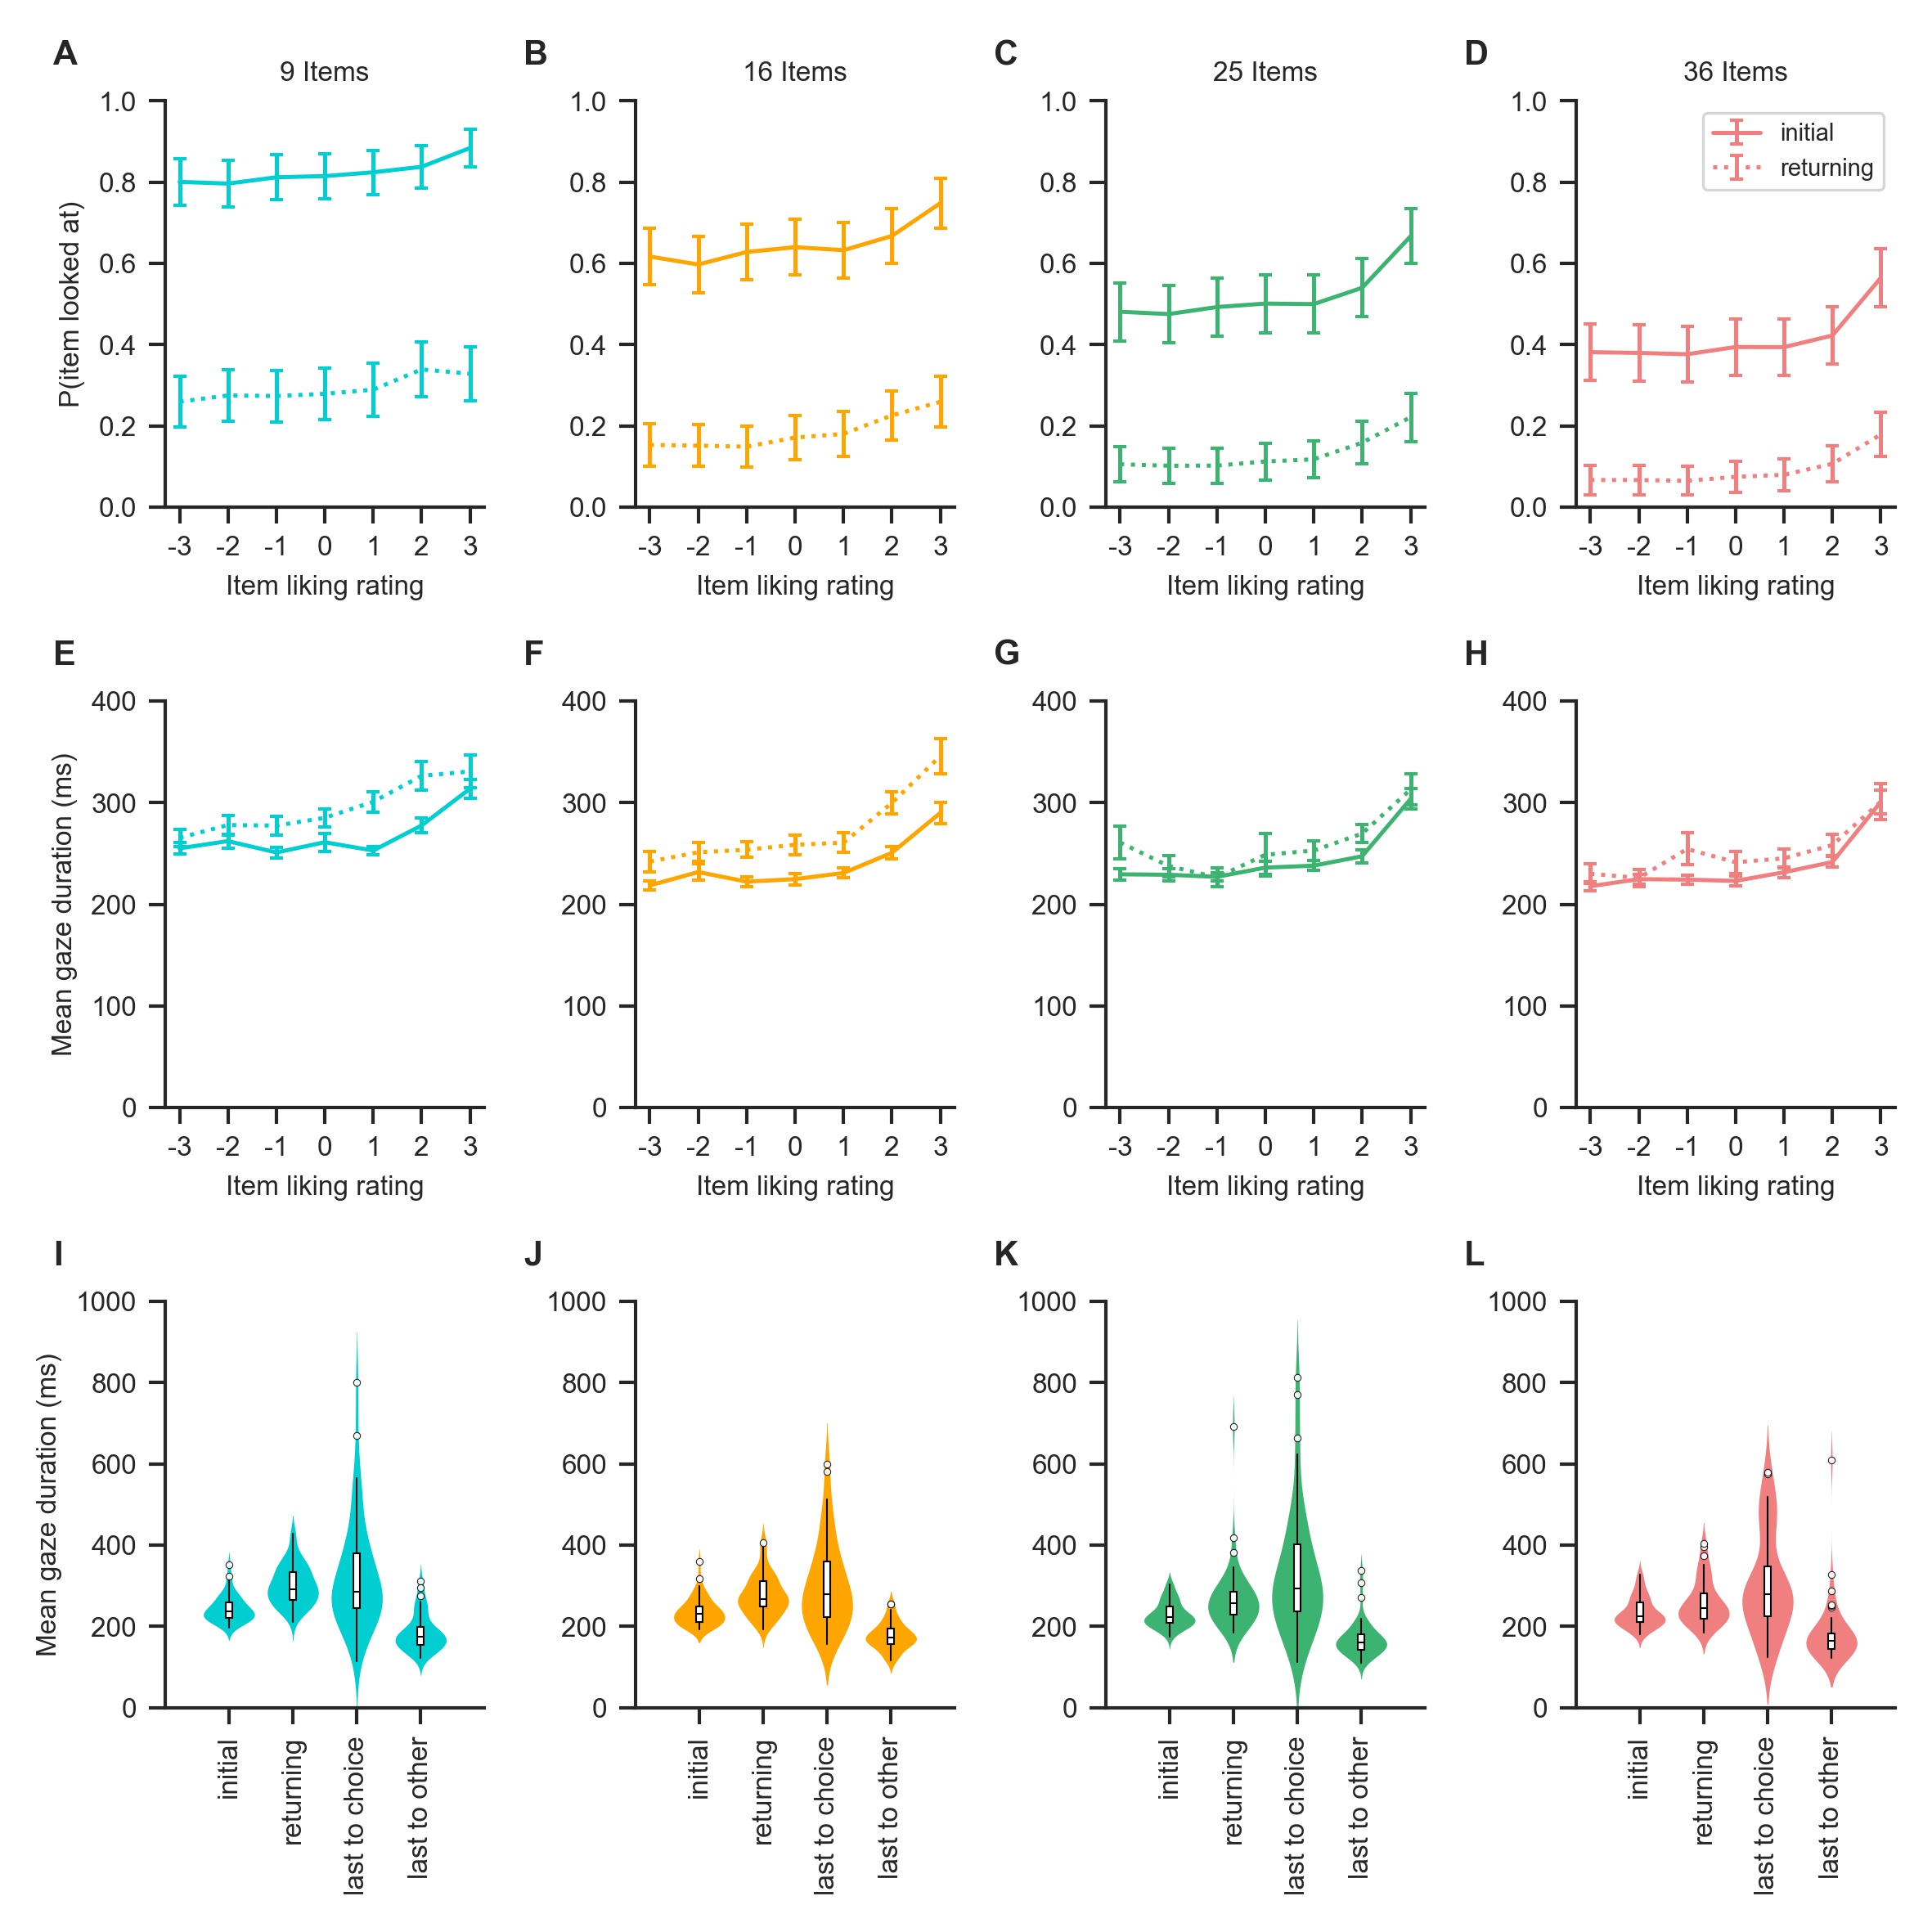 A
9 Items
1.0
0.8
0.6
0.4
0.2
0.0
P(item looked at)
-3 -2 -1 0 1 2 3
Item liking rating
B
16 Items
1.0
0.8
0.6
0.4
0.2
0.0
-3 -2 -1 0 1 2 3
Item liking rating
C
25 Items
1.0
0.8
0.6
0.4
0.2
0.0
-3 -2 -1 0 1 2 3
Item liking rating
D
36 Items
initial
returning
1.0
0.8
0.6
0.4
0.2
0.0
-3 -2 -1 0 1 2 3
Item liking rating
E
400
300
200
100
0
Mean gaze duration (ms)
-3 -2 -1 0 1 2 3
Item liking rating
F
400
300
200
100
0
-3 -2 -1 0 1 2 3
Item liking rating
G
400
300
200
100
0
-3 -2 -1 0 1 2 3
Item liking rating
H
400
300
200
100
0
-3 -2 -1 0 1 2 3
Item liking rating
I
1000
800
600
400
200
0
Mean gaze duration (ms)
initial
returning
last to choice
last to other
J
1000
800
600
400
200
0
initial
returning
last to choice
last to other
K
1000
800
600
400
200
0
initial
returning
last to choice
last to other
L
1000
800
600
400
200
0
initial
returning
last to choice
last to other